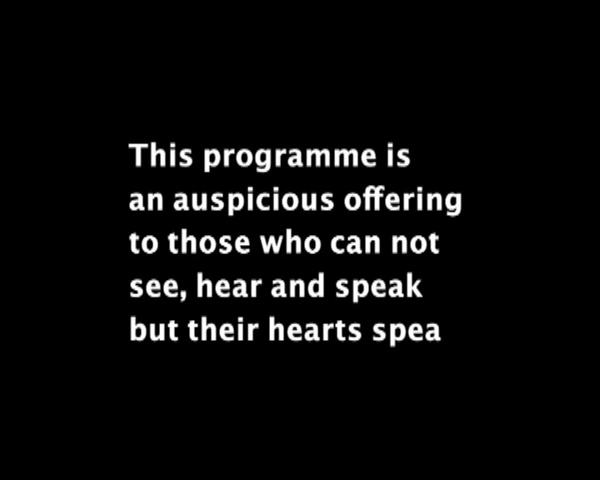 This programme is
an auspicious offering
to those who can not
see, hear and speak
but their hearts spea